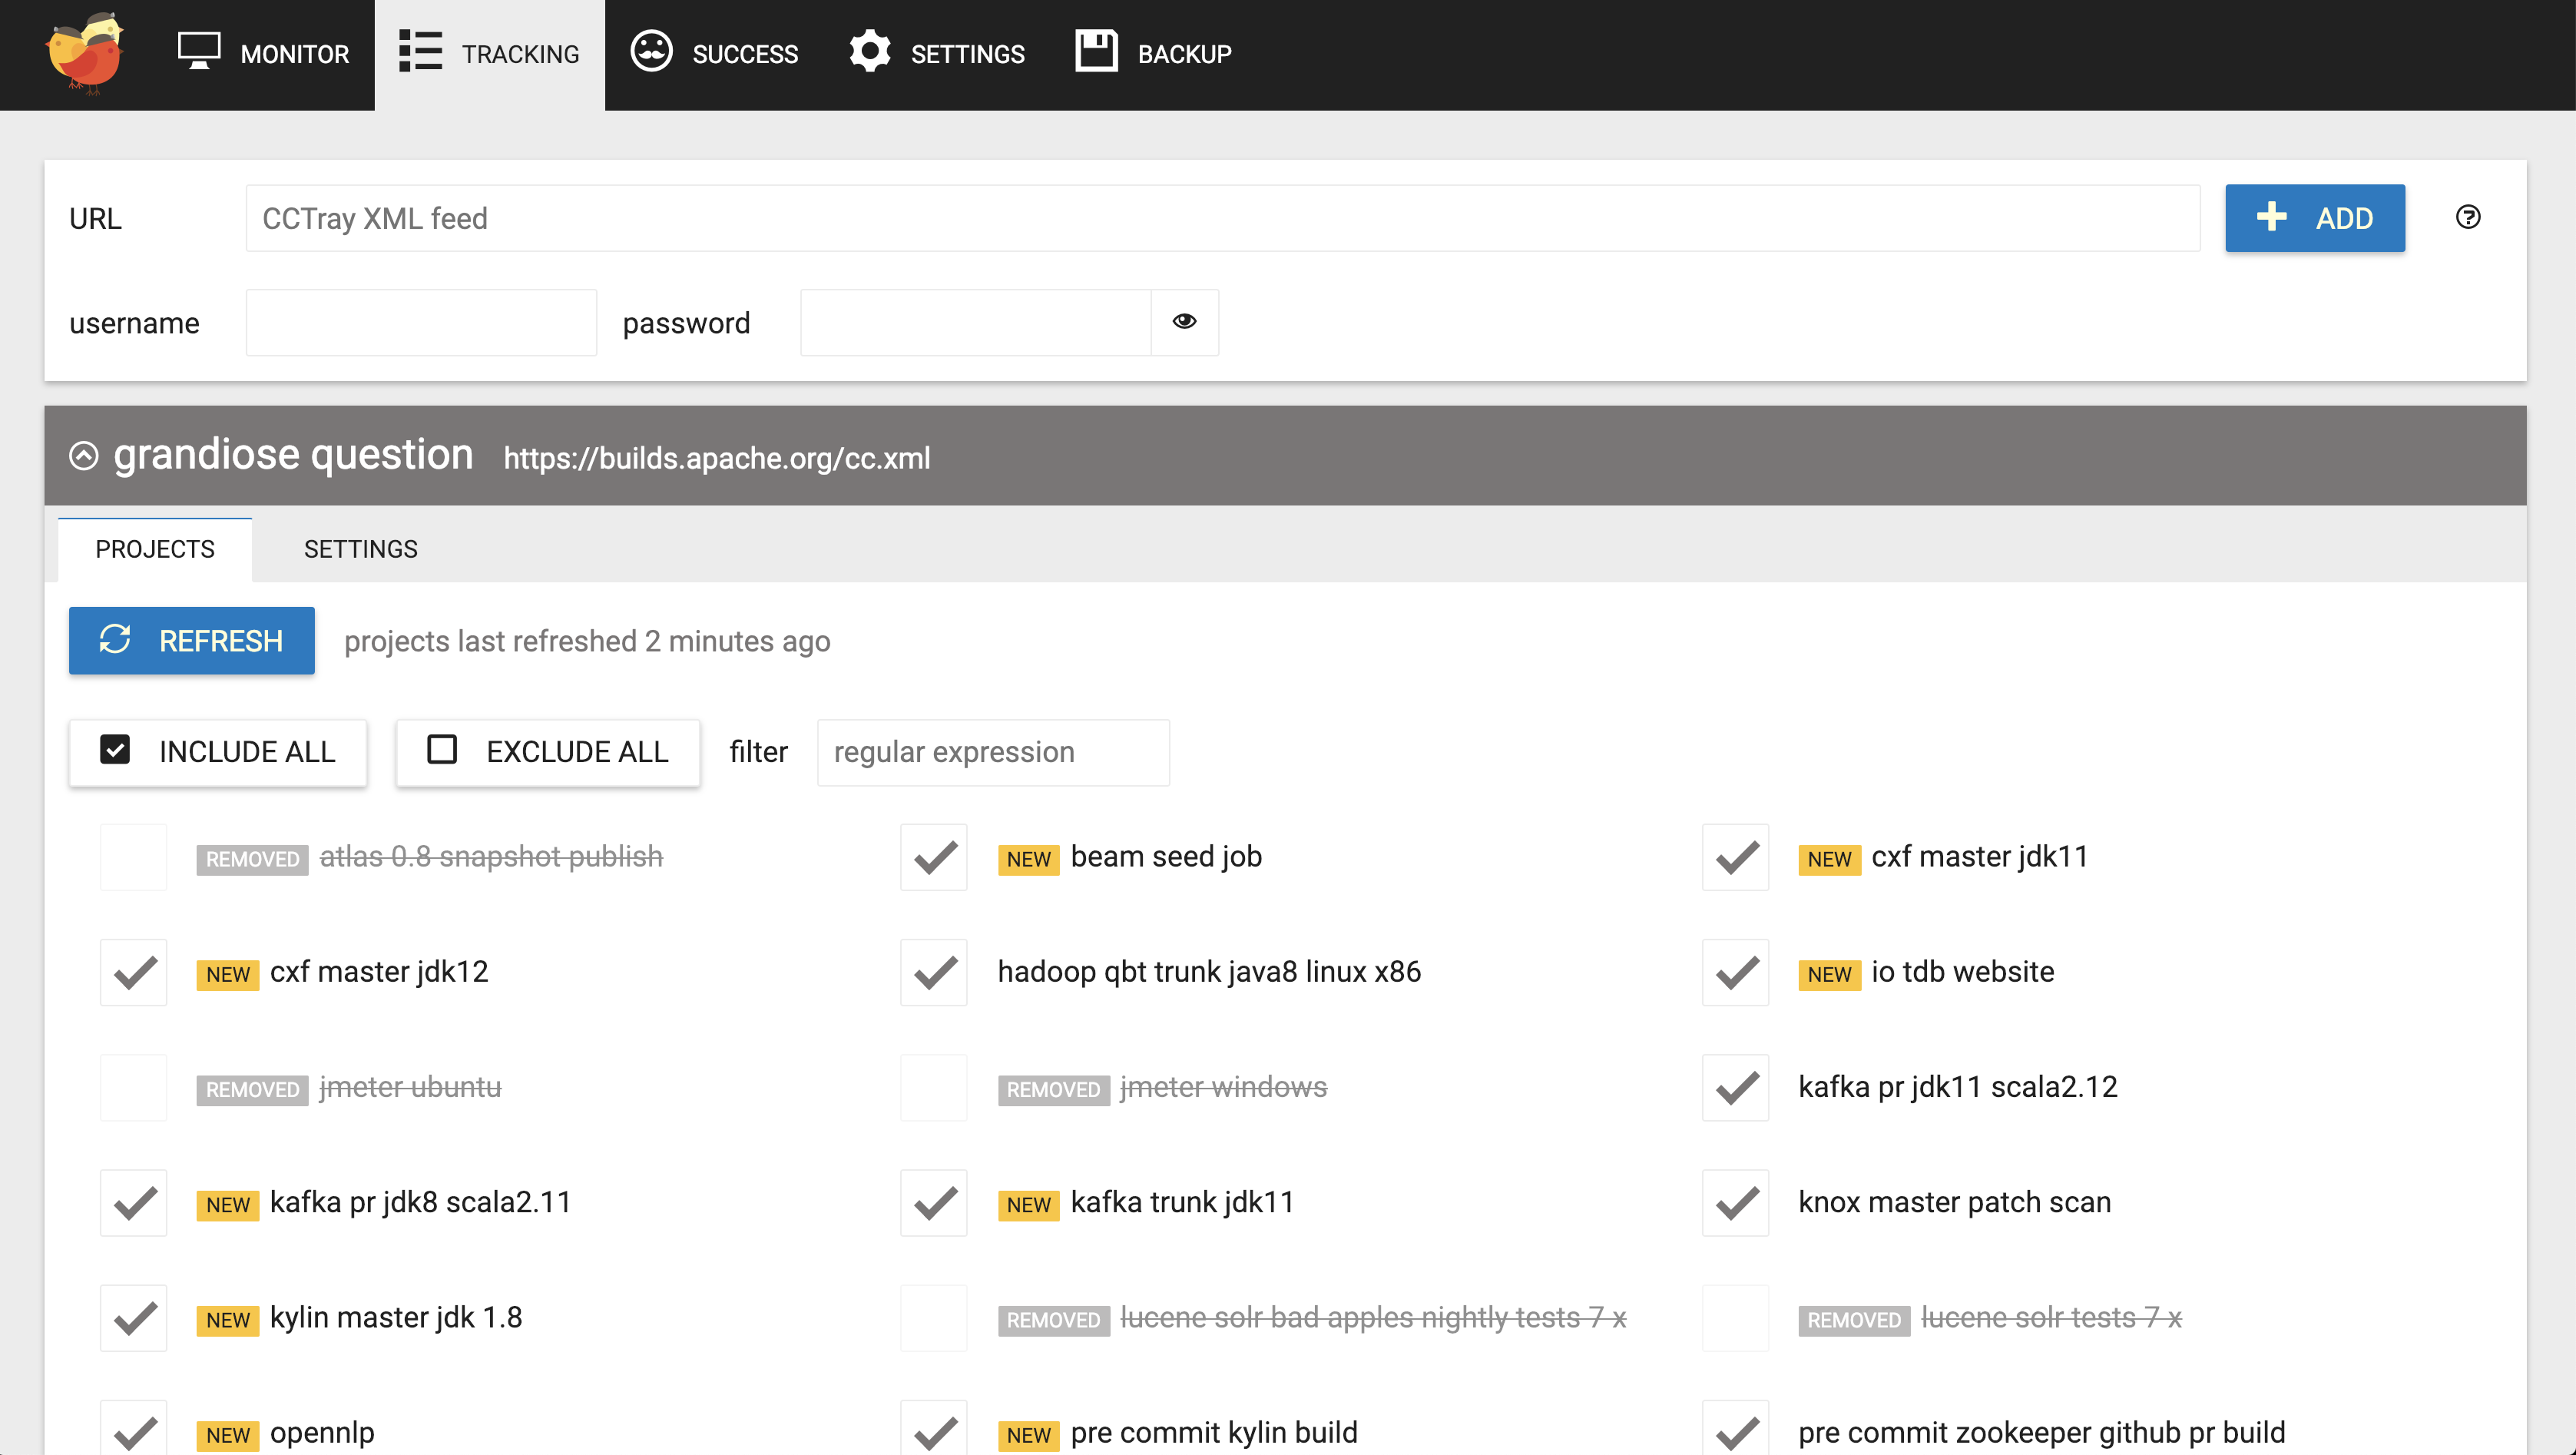 MONITOR TRACKING SUCCESS SETTINGS BACKUP
URL CCTray XML feed ADD
username password
grandiose question https://builds.apache.org/cc.xml
PROJECTS SETTINGS
REFRESH projects last refreshed 2 minutes ago
INCLUDE ALL EXCLUDE ALL filter regular expression
REMOVED atlas 0.8 snapshot publish NEW beam seed job NEW cxf master jdk11
NEW cxf master jdk12 hadoop qbt trunk java8 linux x86 NEW io tdb website
REMOVED jmeter ubuntu REMOVED jmeter windows kafka pr jdk11 scala2.12
NEW kafka pr jdk8 scala2.11 NEW kafka trunk jdk11 knox master patch scan
NEW kylin master jdk 1.8 REMOVED lucene solr bad apples nightly tests 7 x REMOVED lucene solr tests 7 x
NEW opennlp NEW pre commit kylin build pre commit zookeeper github pr build